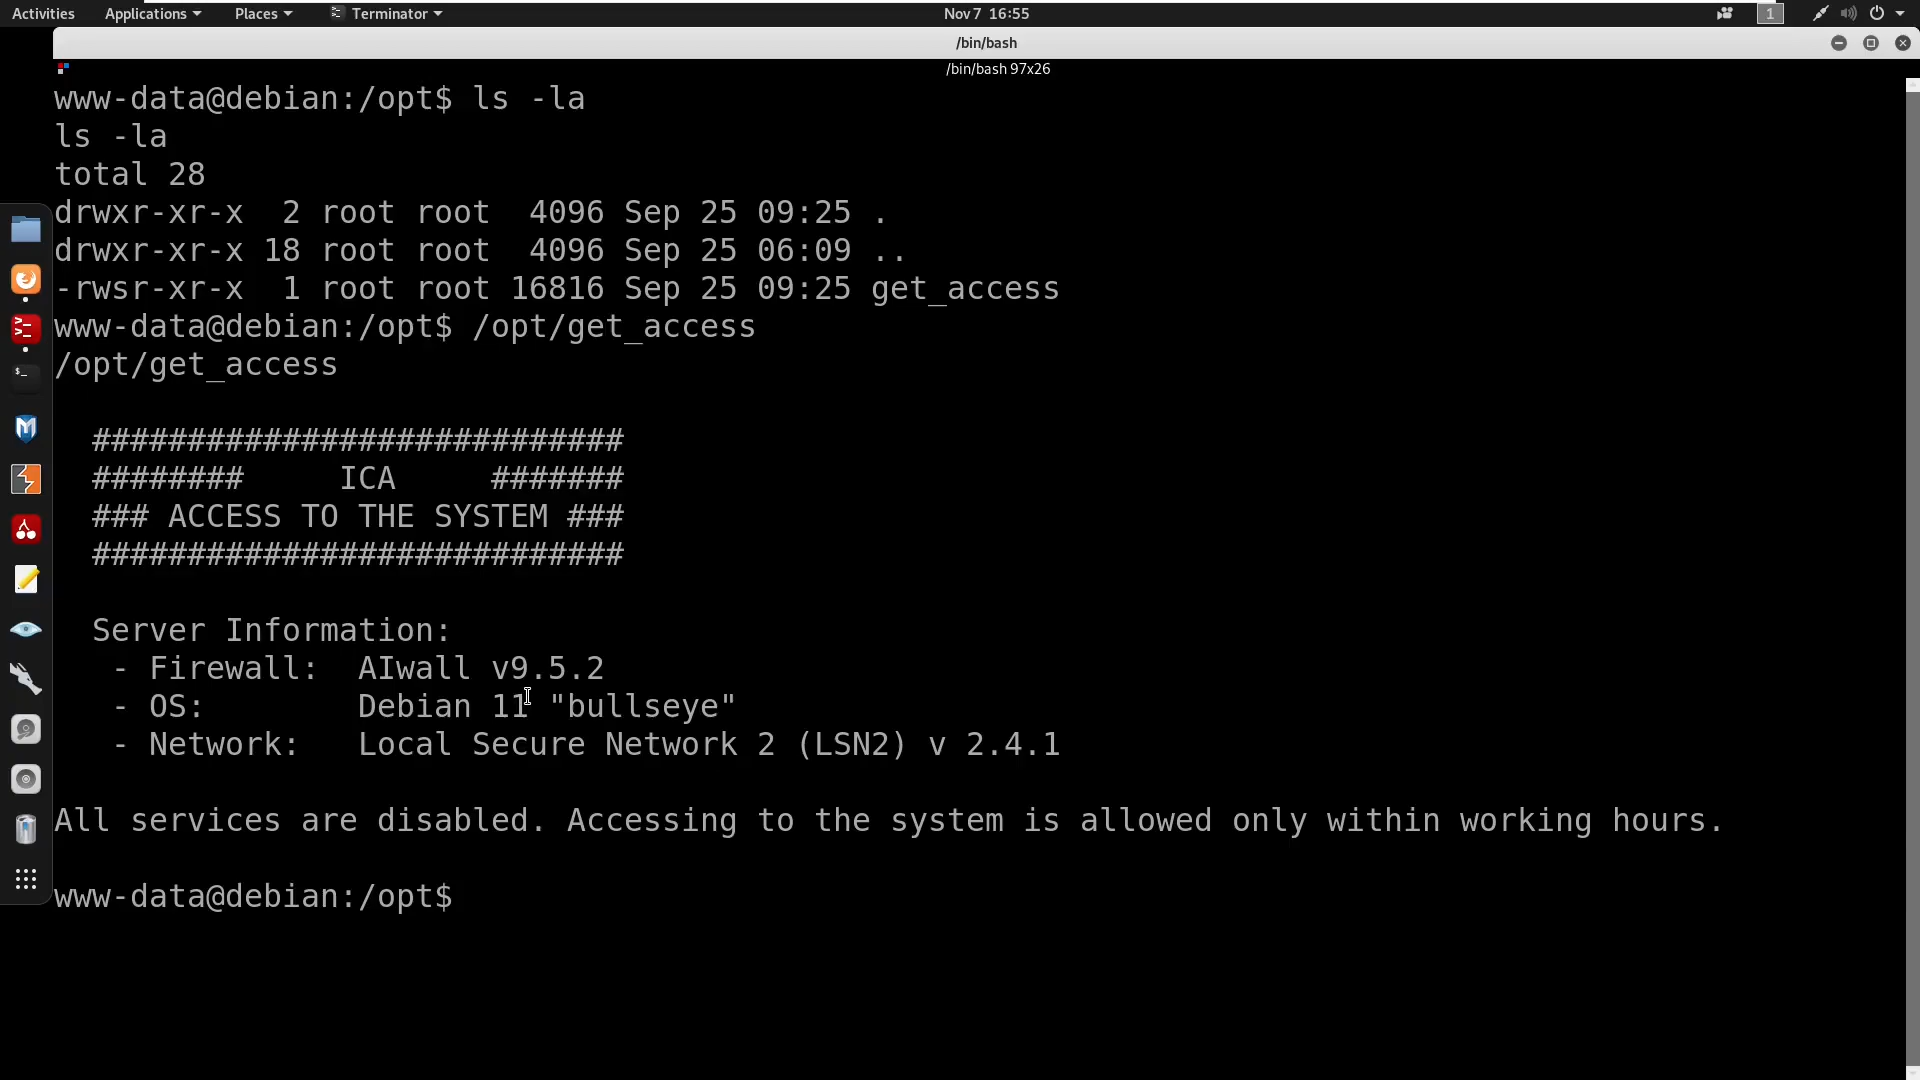 Activities Applications Places Terminator Nov 7 16:55 1
/bin/bash
/bin/bash 97x26
www-data@debian:/opt$ ls -la
ls -la
total 28
drwxr-xr-x  2 root root  4096 Sep 25 09:25 .
drwxr-xr-x 18 root root  4096 Sep 25 06:09 ..
-rwsr-xr-x  1 root root 16816 Sep 25 09:25 get_access
www-data@debian:/opt$ /opt/get_access
/opt/get_access
############################
########     ICA     #######
### ACCESS TO THE SYSTEM ###
############################
Server Information:
- Firewall:  AIwall v9.5.2
- OS:        Debian 11 "bullseye"
- Network:   Local Secure Network 2 (LSN2) v 2.4.1
All services are disabled. Accessing to the system is allowed only within working hours.
www-data@debian:/opt$